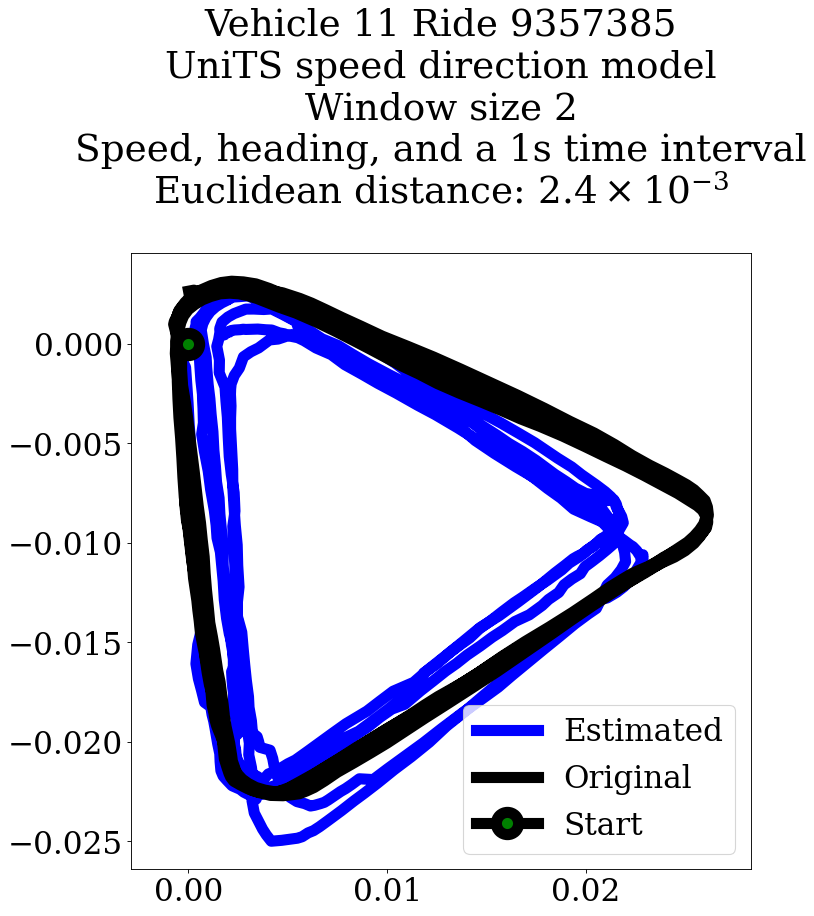 Vehicle 11 Ride 9357385
UniTS speed direction model
Window size 2
Speed, heading, and a 1s time interval
Euclidean distance: 2.4 × 10⁻³
0.000
−0.005
−0.010
−0.015
−0.020
−0.025
0.00 0.01 0.02
Estimated
Original
Start